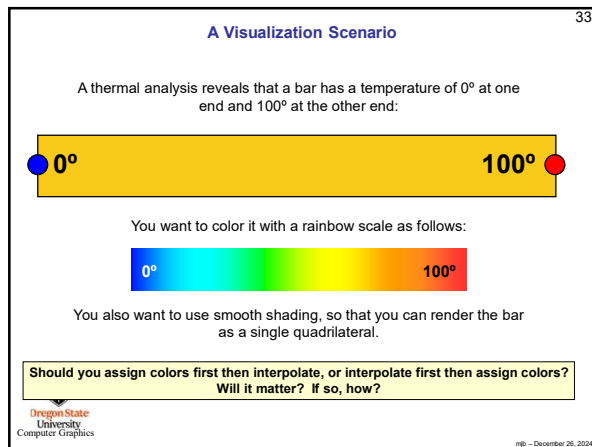 33
A Visualization Scenario
A thermal analysis reveals that a bar has a temperature of 0º at one
end and 100º at the other end:
0º
100º
You want to color it with a rainbow scale as follows:
0º
100º
You also want to use smooth shading, so that you can render the bar
as a single quadrilateral.
Should you assign colors first then interpolate, or interpolate first then assign colors?
Will it matter?  If so, how?
Oregon State
University
Computer Graphics
mjb – December 26, 2024